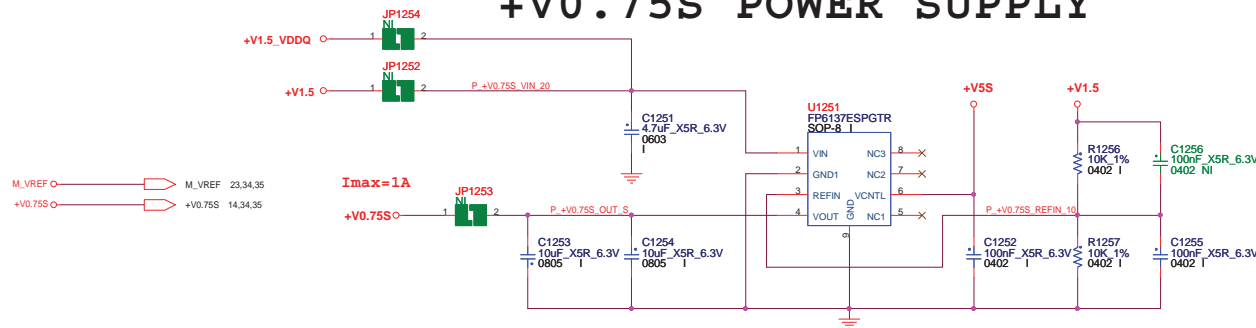 +V0.75S POWER SUPPLY
JP1254
NI
+V1.5_VDDQ 1 2
JP1252
NI
+V1.5 1 2 P_+V0.75S_VIN_20
C1251
4.7uF_X5R_6.3V
0603
I
U1251
FP6137ESPGTR
SOP-8 I
1 VIN NC3 8
2 GND1 NC2 7
3 REFIN VCNTL 6
4 VOUT GND NC1 5
9
+V5S
+V1.5
R1256
10K_1%
0402 I
C1256
100nF_X5R_6.3V
0402 NI
M_VREF M_VREF 23,34,35
+V0.75S +V0.75S 14,34,35
Imax=1A
JP1253
NI
+V0.75S 1 2 P_+V0.75S_OUT_S
P_+V0.75S_REFIN_10
C1253
10uF_X5R_6.3V
0805 I
C1254
10uF_X5R_6.3V
0805 I
C1252
100nF_X5R_6.3V
0402 I
R1257
10K_1%
0402 I
C1255
100nF_X5R_6.3V
0402 I